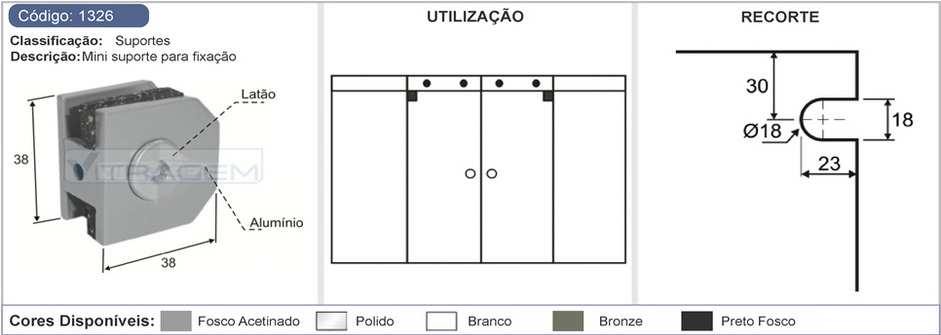 Código: 1326
Classificação: Suportes
Descrição: Mini suporte para fixação
Latão
38
VITRAGEM
Alumínio
38
UTILIZAÇÃO
RECORTE
30
Ø18
18
23
Cores Disponíveis: Fosco Acetinado Polido Branco Bronze Preto Fosco